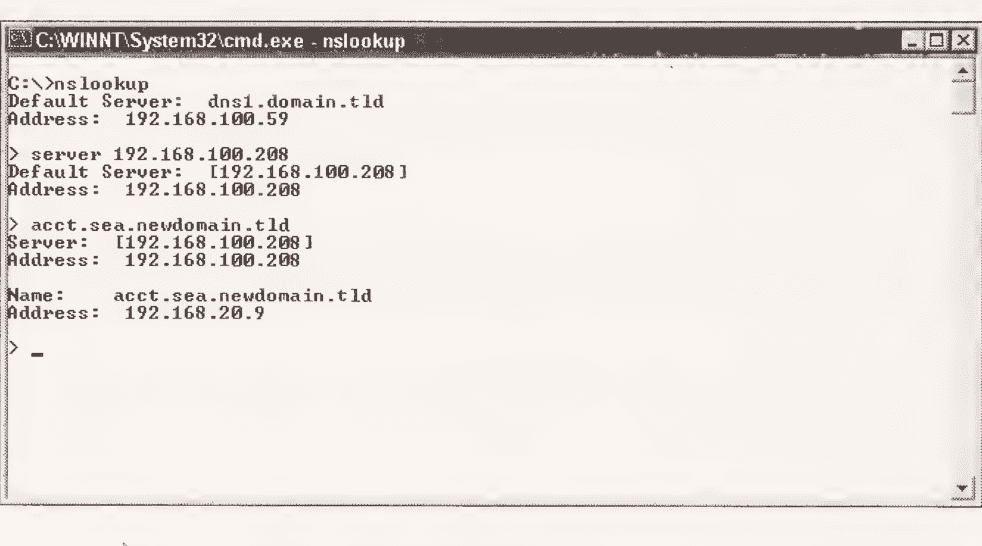 C:\WINNT\System32\cmd.exe - nslookup
C:\>nslookup
Default Server:  dns1.domain.tld
Address:  192.168.100.59
> server 192.168.100.208
Default Server:  [192.168.100.208]
Address:  192.168.100.208
> acct.sea.newdomain.tld
Server:  [192.168.100.208]
Address:  192.168.100.208
Name:    acct.sea.newdomain.tld
Address:  192.168.20.9
> _